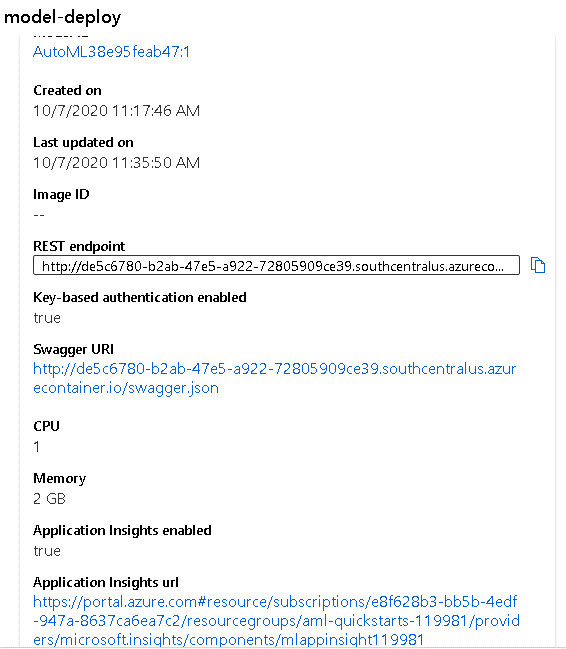 model-deploy
AutoML38e95feab47:1
Created on
10/7/2020 11:17:46 AM
Last updated on
10/7/2020 11:35:50 AM
Image ID
--
REST endpoint
http://de5c6780-b2ab-47e5-a922-72805909ce39.southcentralus.azureco...
Key-based authentication enabled
true
Swagger URI
http://de5c6780-b2ab-47e5-a922-72805909ce39.southcentralus.azur
econtainer.io/swagger.json
CPU
1
Memory
2 GB
Application Insights enabled
true
Application Insights url
https://portal.azure.com#resource/subscriptions/e8f628b3-bb5b-4edf
-947a-8637ca6ea7c2/resourcegroups/aml-quickstarts-119981/provid
ers/microsoft.insights/components/mlappinsight119981